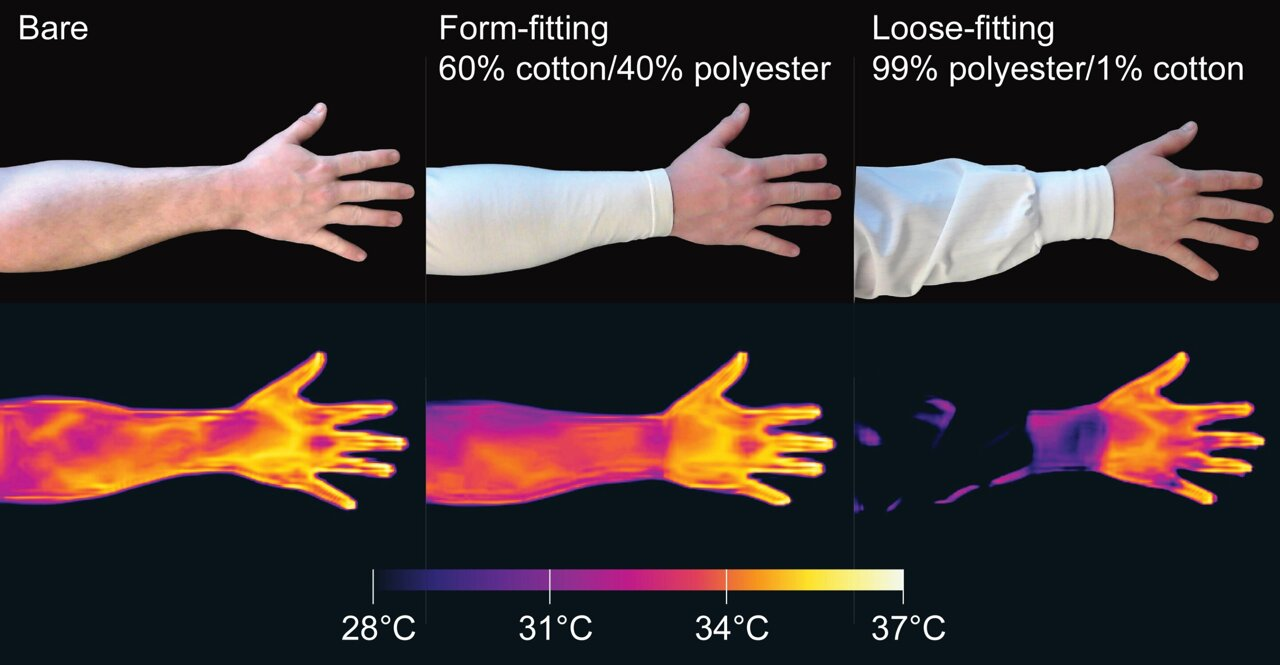 Bare
Form-fitting
60% cotton/40% polyester
Loose-fitting
99% polyester/1% cotton
28°C
31°C
34°C
37°C